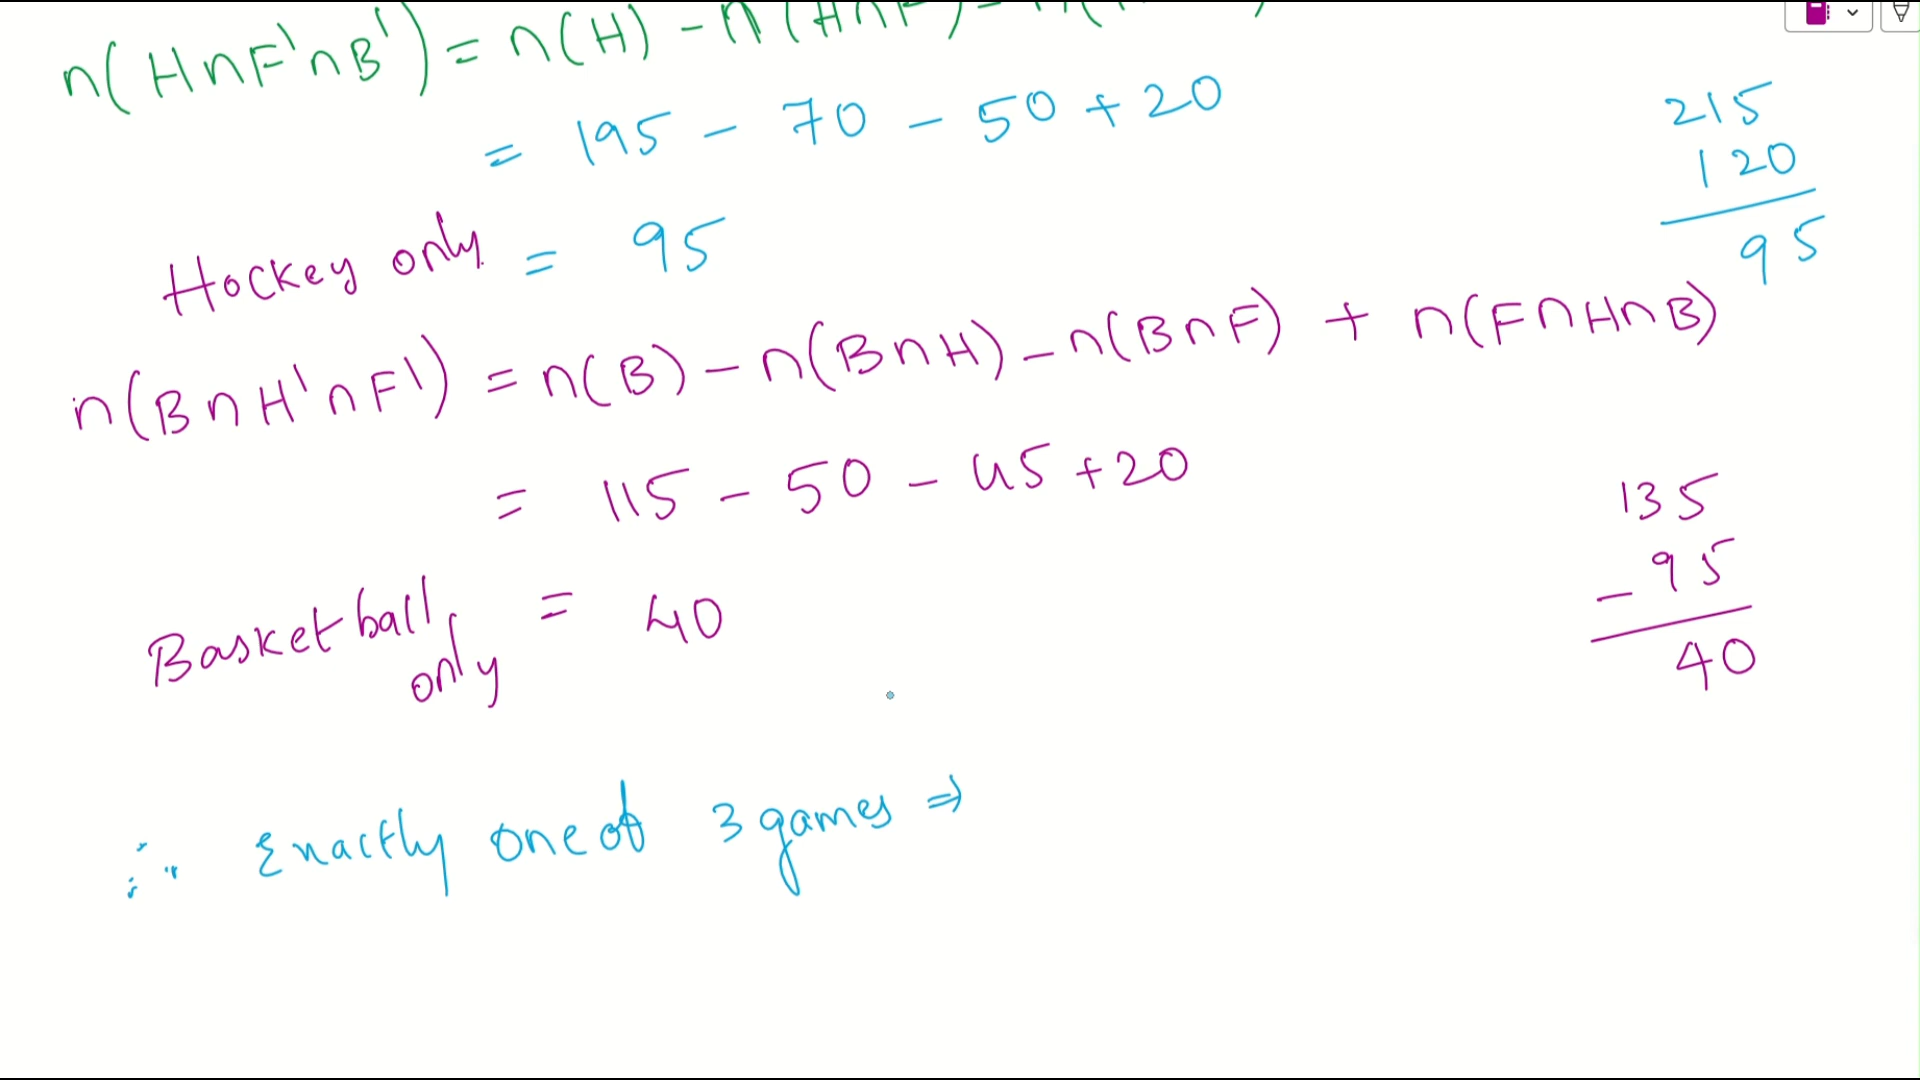 n(H∩F'∩B') = n(H) - n(H∩F) -
= 195 - 70 - 50 + 20
215
120
95
Hockey only = 95
n(B∩H'∩F') = n(B) - n(B∩H) - n(B∩F) + n(F∩H∩B)
= 115 - 50 - 45 + 20
135
- 95
40
Basketball only = 40
∴ Exactly one of 3 games ⇒